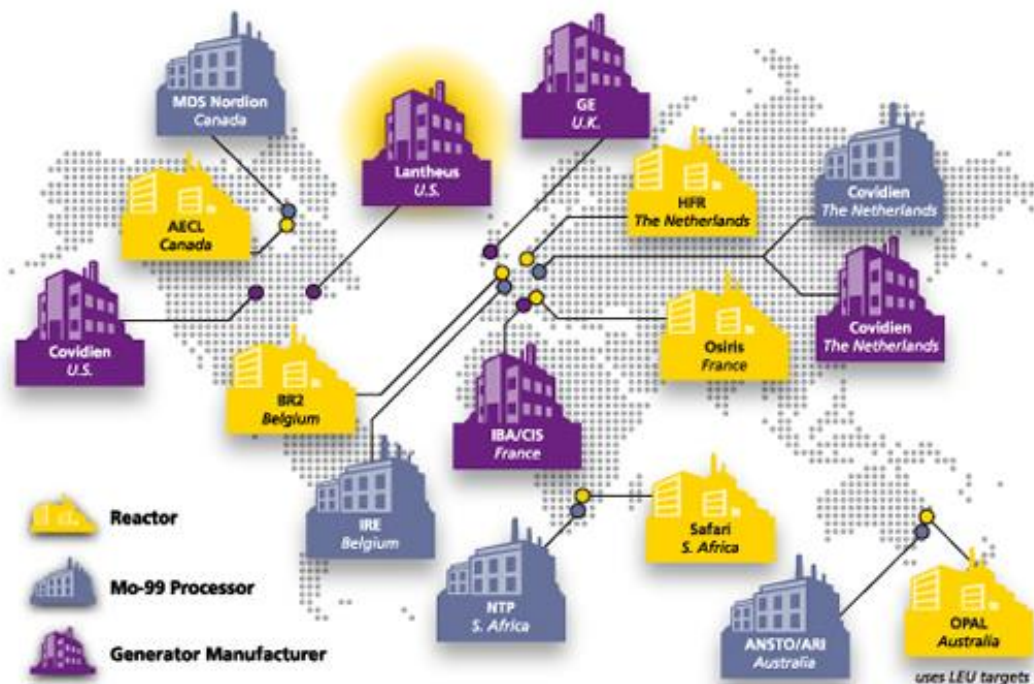 MDS Nordion
Canada
Lantheus
U.S.
GE
U.K.
AECL
Canada
HFR
The Netherlands
Covidien
The Netherlands
Covidien
U.S.
BR2
Belgium
Osiris
France
Covidien
The Netherlands
IBA/CIS
France
IRE
Belgium
Safari
S. Africa
NTP
S. Africa
ANSTO/ARI
Australia
OPAL
Australia
uses LEU targets
Reactor
Mo-99 Processor
Generator Manufacturer